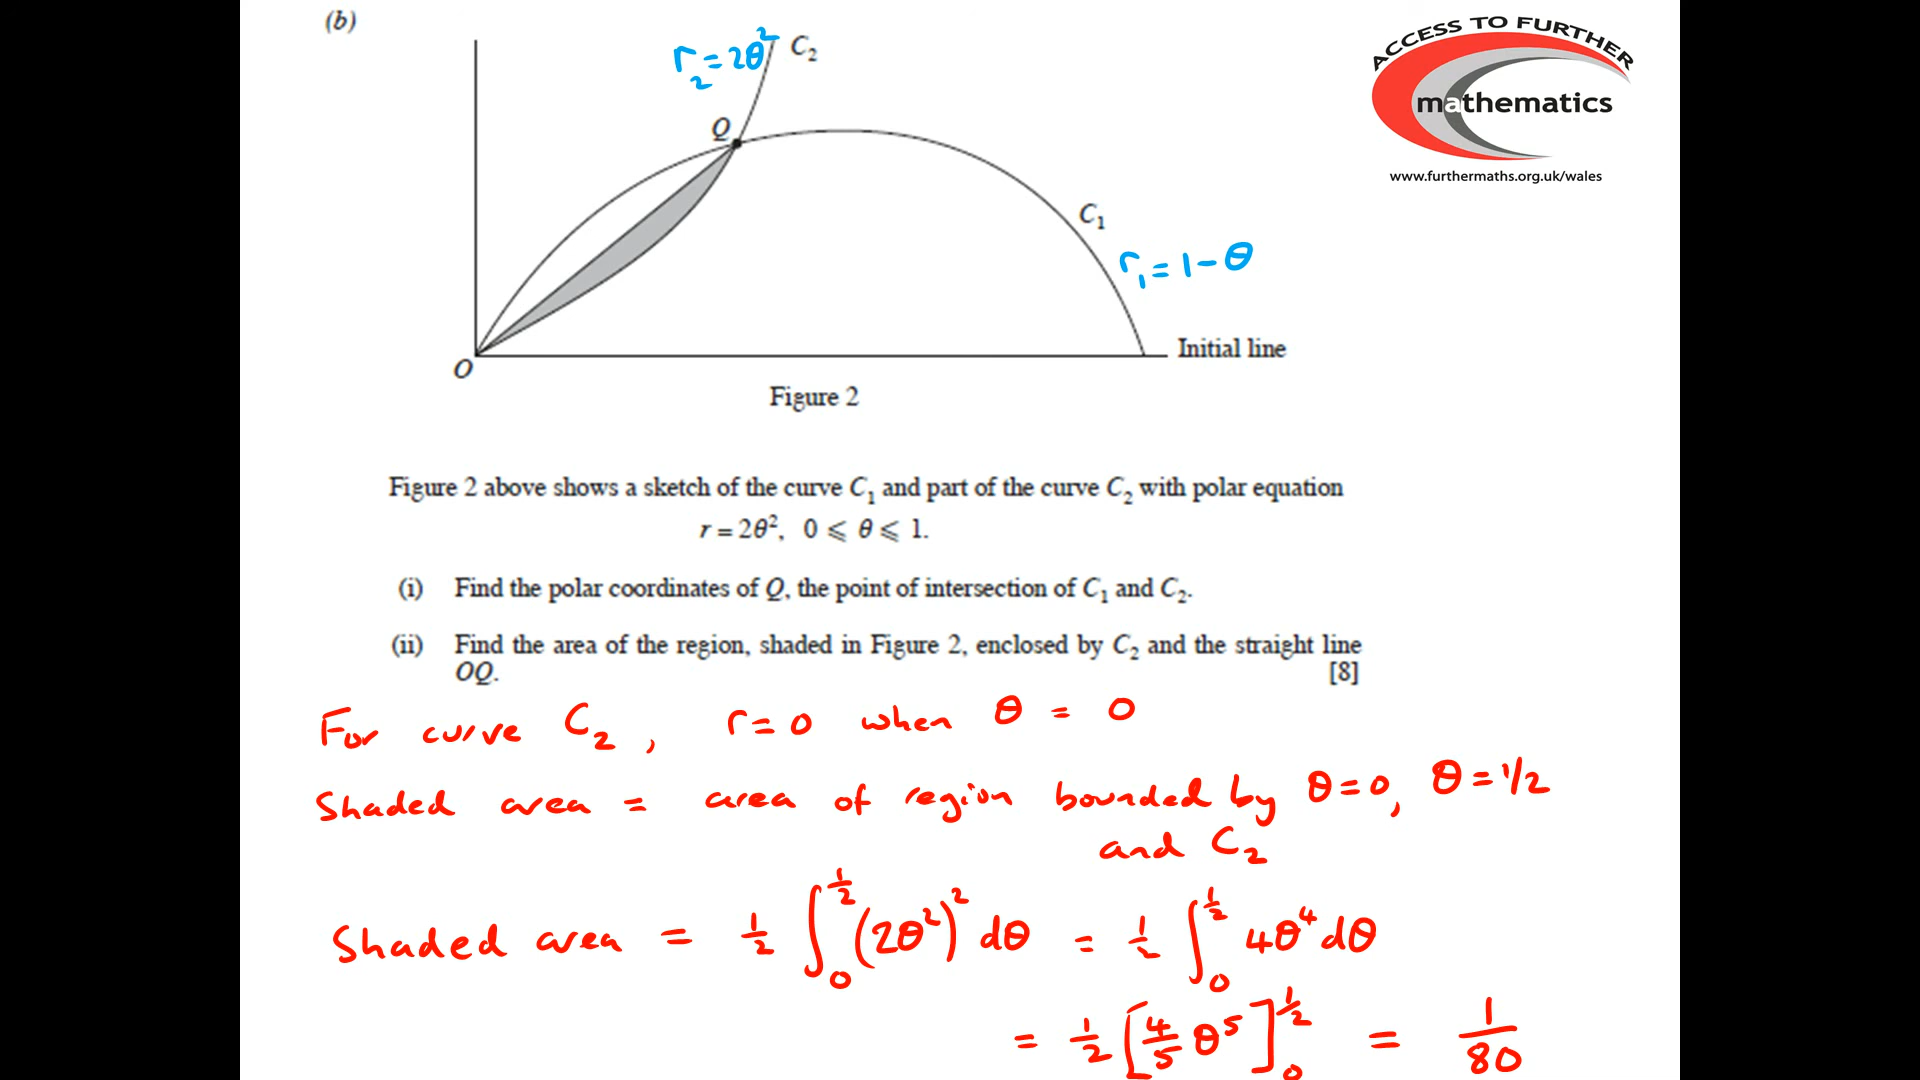 (b)
r₂ = 2θ²
C₂
Q
C₁
r₁ = 1 − θ
O
Initial line
Figure 2
ACCESS TO FURTHER
mathematics
www.furthermaths.org.uk/wales
Figure 2 above shows a sketch of the curve C₁ and part of the curve C₂ with polar equation
r = 2θ², 0 ⩽ θ ⩽ 1.
(i) Find the polar coordinates of Q, the point of intersection of C₁ and C₂.
(ii) Find the area of the region, shaded in Figure 2, enclosed by C₂ and the straight line
OQ. [8]
For curve C₂, r = 0 when θ = 0
Shaded area = area of region bounded by θ = 0, θ = 1/2
and C₂
Shaded area = ½ ∫₀^½ (2θ²)² dθ = ½ ∫₀^½ 4θ⁴ dθ
= ½ [4/5 θ⁵]₀^½ = 1/80